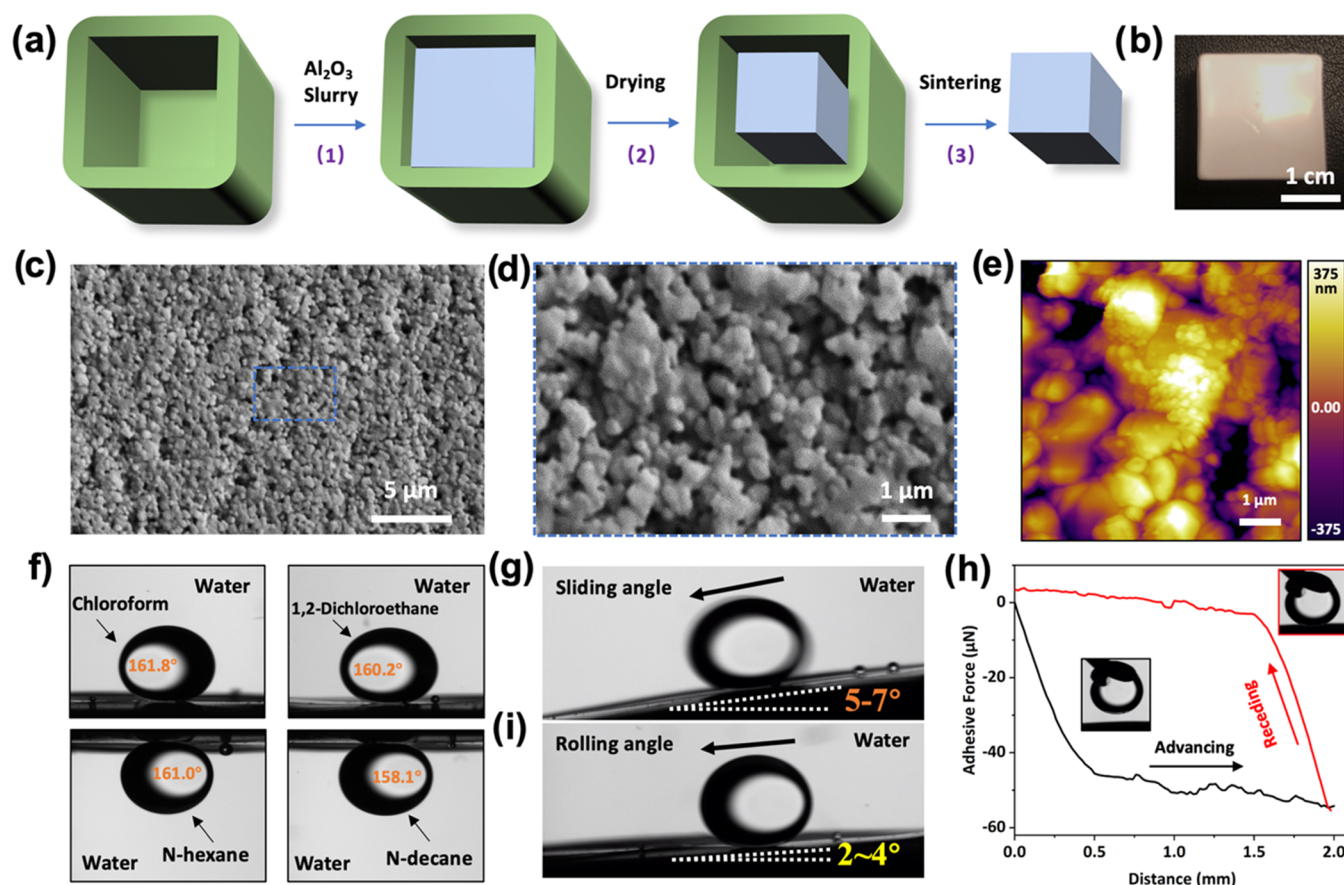 (a)
Al₂O₃
Slurry
(1)
Drying
(2)
Sintering
(3)
(b)
1 cm
(c)
5 μm
(d)
1 μm
(e)
1 μm
375
nm
0.00
-375
f)
Water
Chloroform
161.8°
Water
1,2-Dichloroethane
160.2°
161.0°
Water
N-hexane
158.1°
Water
N-decane
(g)
Sliding angle
Water
5-7°
(i)
Rolling angle
Water
2~4°
(h)
Adhesive Force (μN)
0
-20
-40
-60
Advancing
Receding
0.0
0.5
1.0
1.5
2.0
Distance (mm)